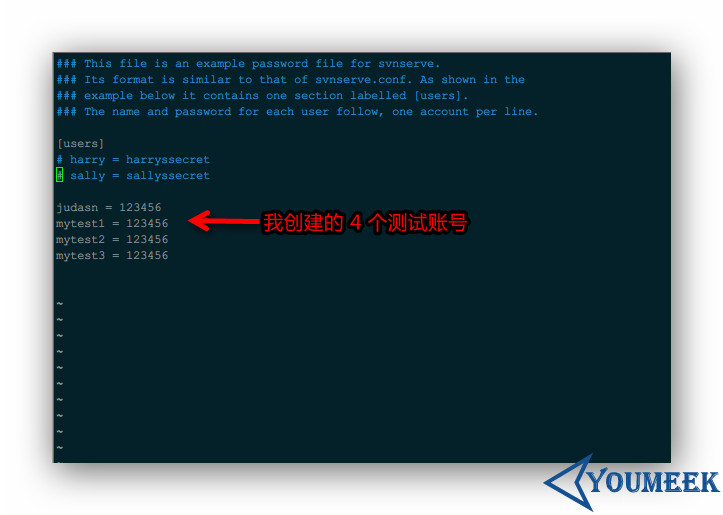 ### This file is an example password file for svnserve.
### Its format is similar to that of svnserve.conf. As shown in the
### example below it contains one section labelled [users].
### The name and password for each user follow, one account per line.
[users]
# harry = harryssecret
# sally = sallyssecret
judasn = 123456
mytest1 = 123456
我创建的 4 个测试账号
mytest2 = 123456
mytest3 = 123456
~
~
~
~
~
~
~
~
~
~
~
YOUMEEK